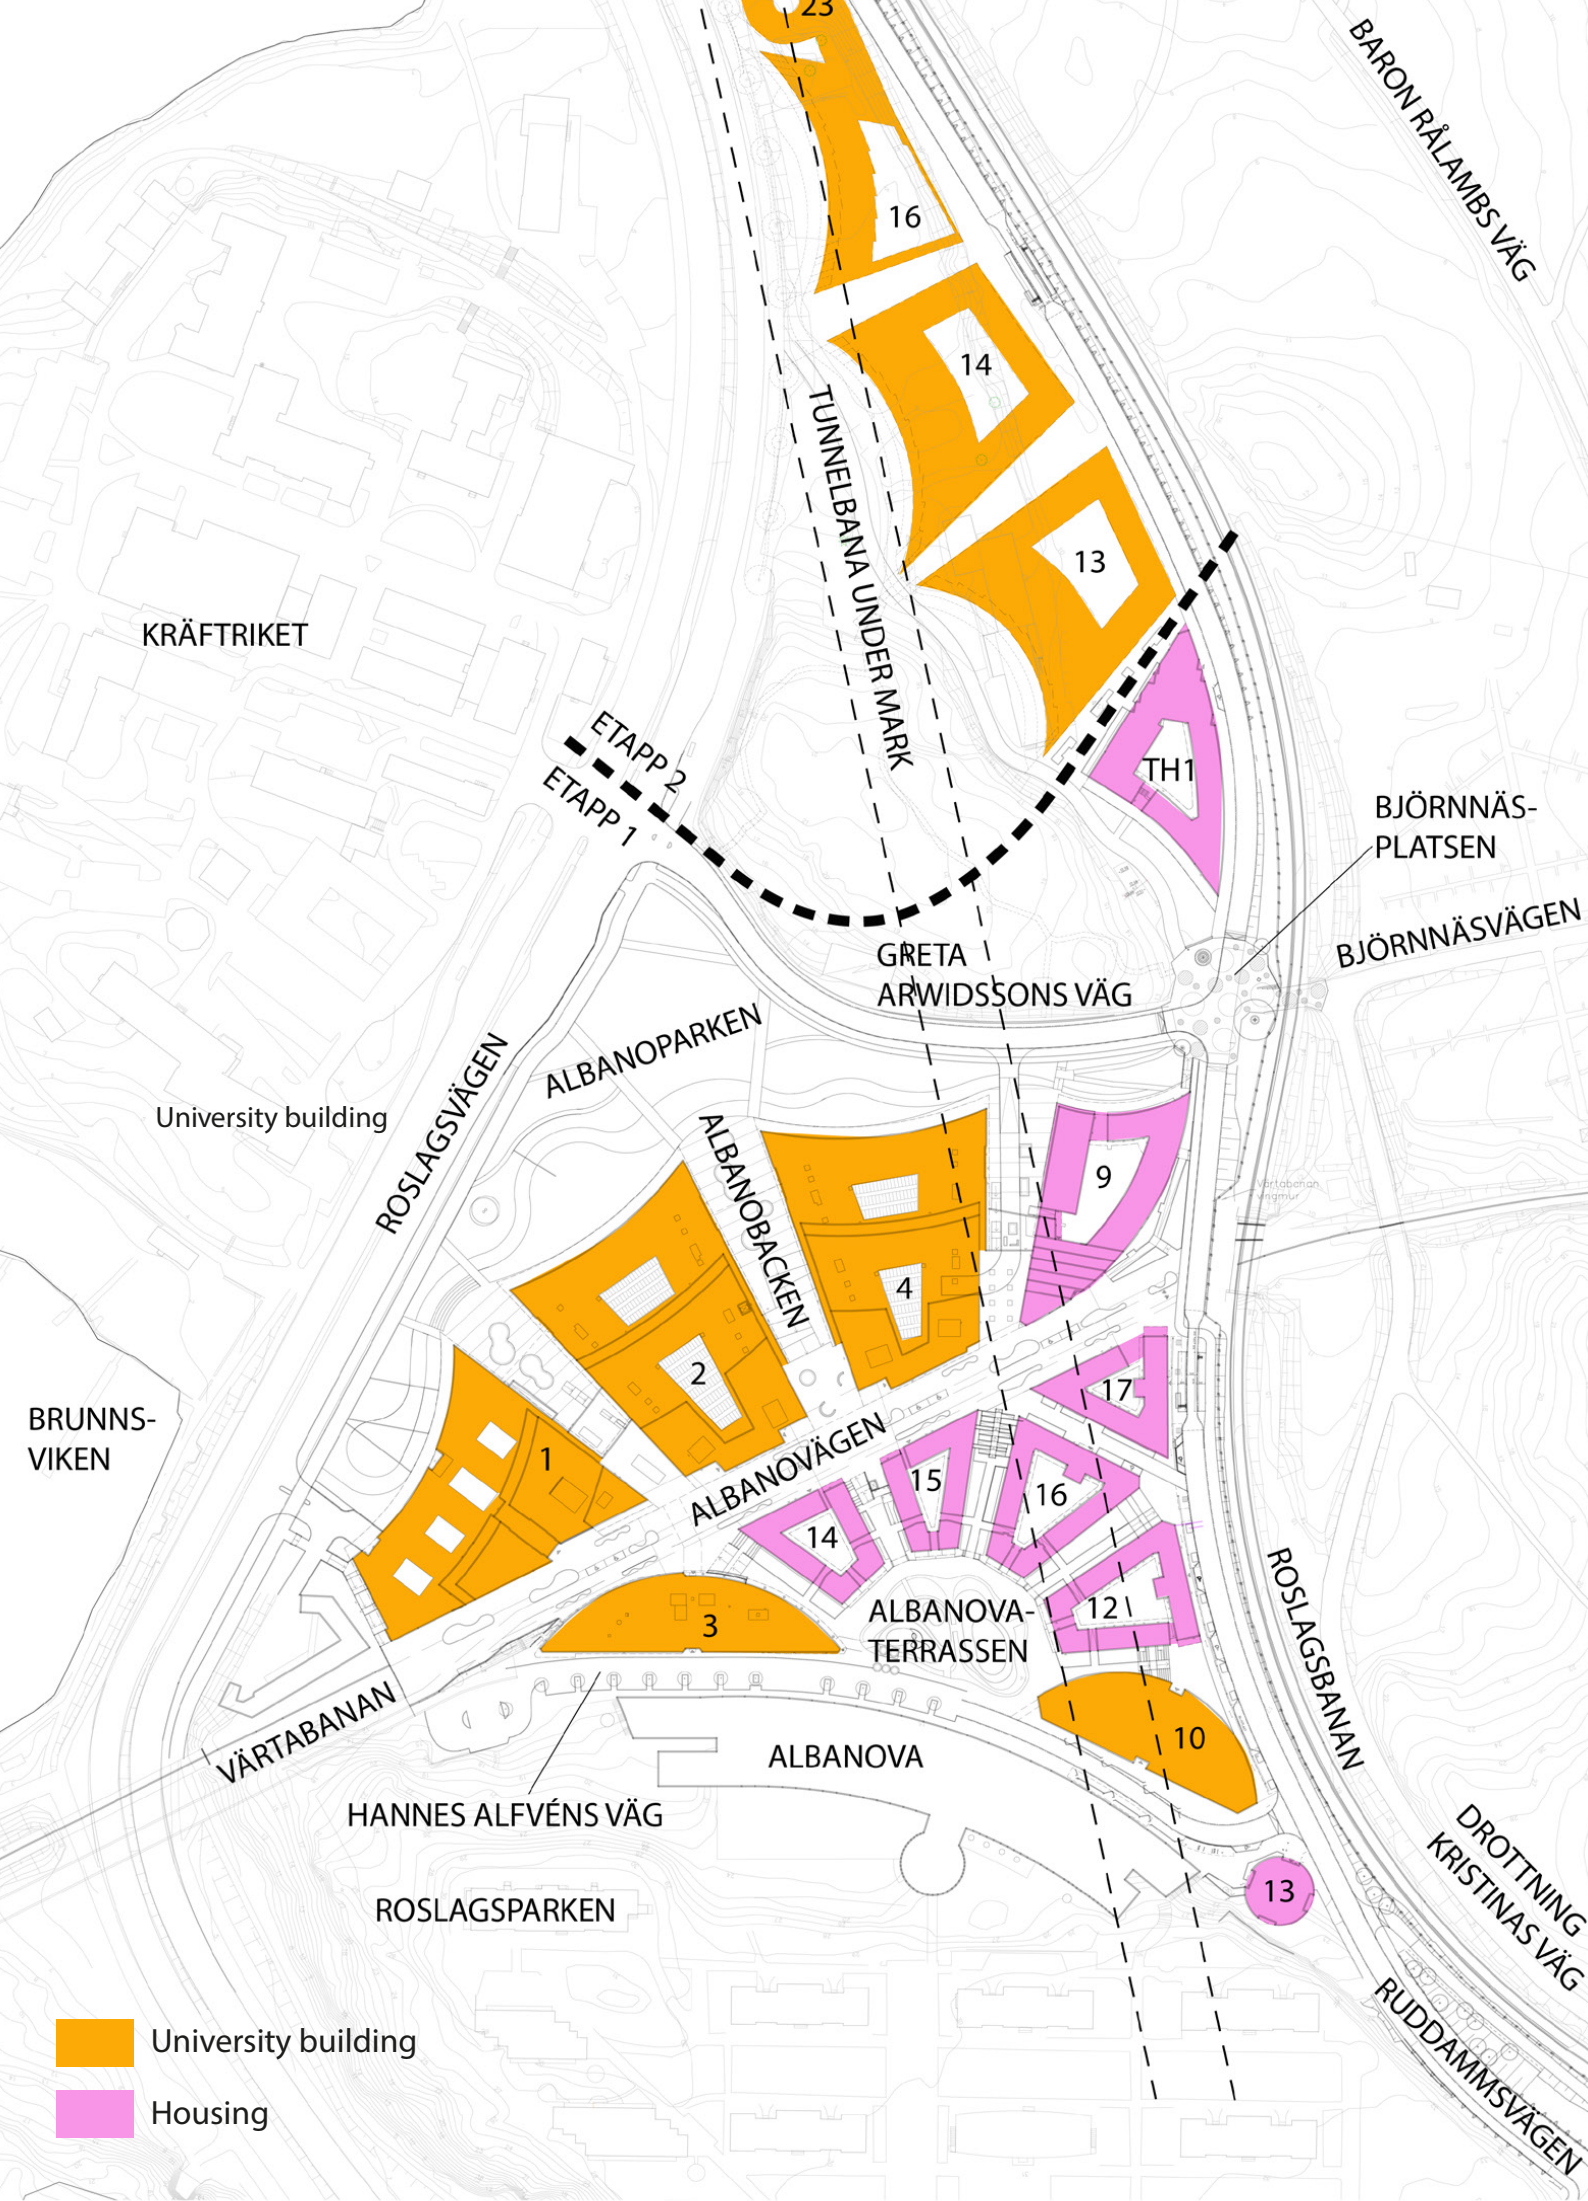 23
BARON RÅLAMBS VÄG
16
14
TUNNELBANA UNDER MARK
13
KRÄFTRIKET
ETAPP 2
ETAPP 1
TH1
BJÖRNNÄS-
PLATSEN
BJÖRNNÄSVÄGEN
GRETA
ARWIDSSONS VÄG
ALBANOPARKEN
ROSLAGSVÄGEN
University building
ALBANOBACKEN
9
Värtabanan
vingmur
4
2
17
BRUNNS-
VIKEN
1
ALBANOVÄGEN
15
16
14
ROSLAGSBANAN
3
ALBANOVA-
TERRASSEN
12
VÄRTABANAN
10
ALBANOVA
HANNES ALFVÉNS VÄG
DROTTNING
KRISTINAS VÄG
13
ROSLAGSPARKEN
RUDDAMMSVÄGEN
University building
Housing